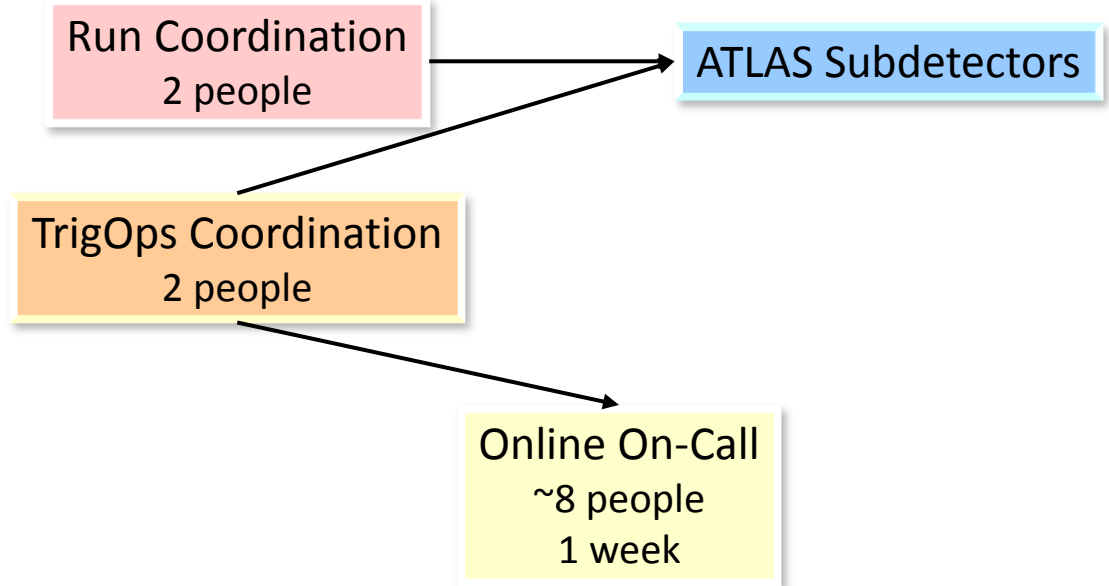 Run Coordination
2 people
ATLAS Subdetectors
TrigOps Coordination
2 people
Online On-Call
~8 people
1 week